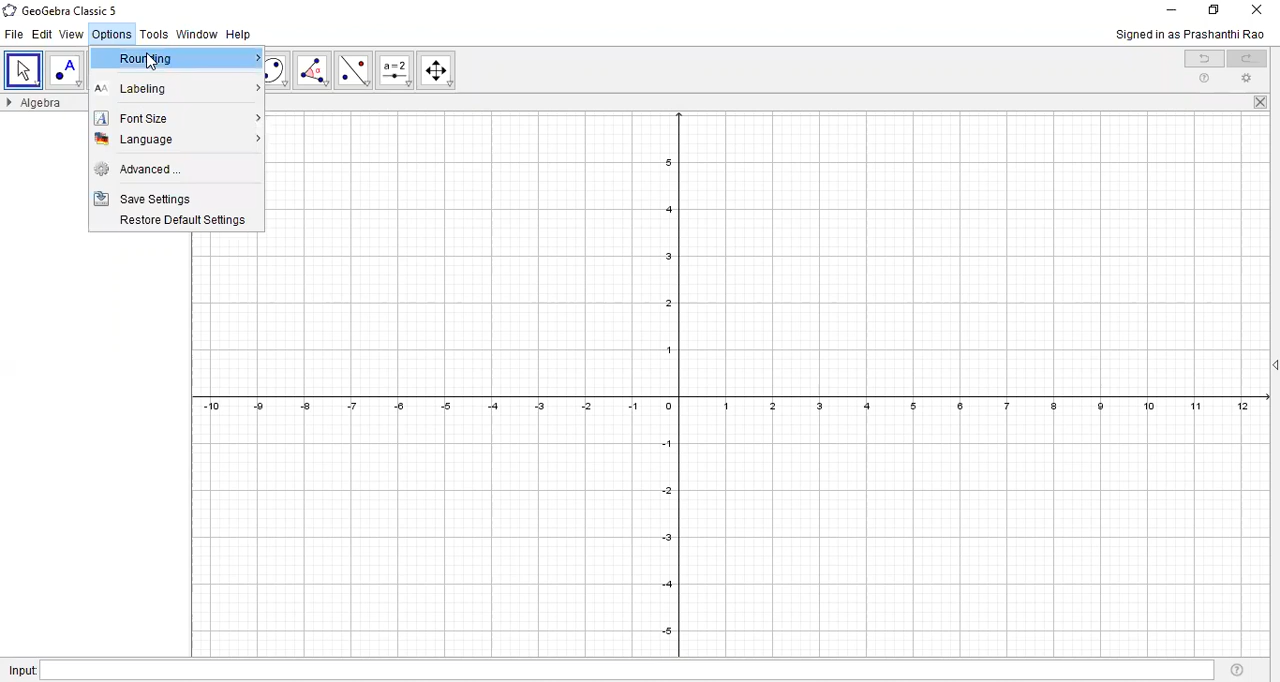 GeoGebra Classic 5
File Edit View Options Tools Window Help
Signed in as Prashanthi Rao
Rounding
A
α
a=2
AA Labeling
Algebra
A Font Size
Language
Advanced ...
Save Settings
Restore Default Settings
5
4
3
2
1
-10 -9 -8 -7 -6 -5 -4 -3 -2 -1 0 1 2 3 4 5 6 7 8 9 10 11 12
-1
-2
-3
-4
-5
Input: